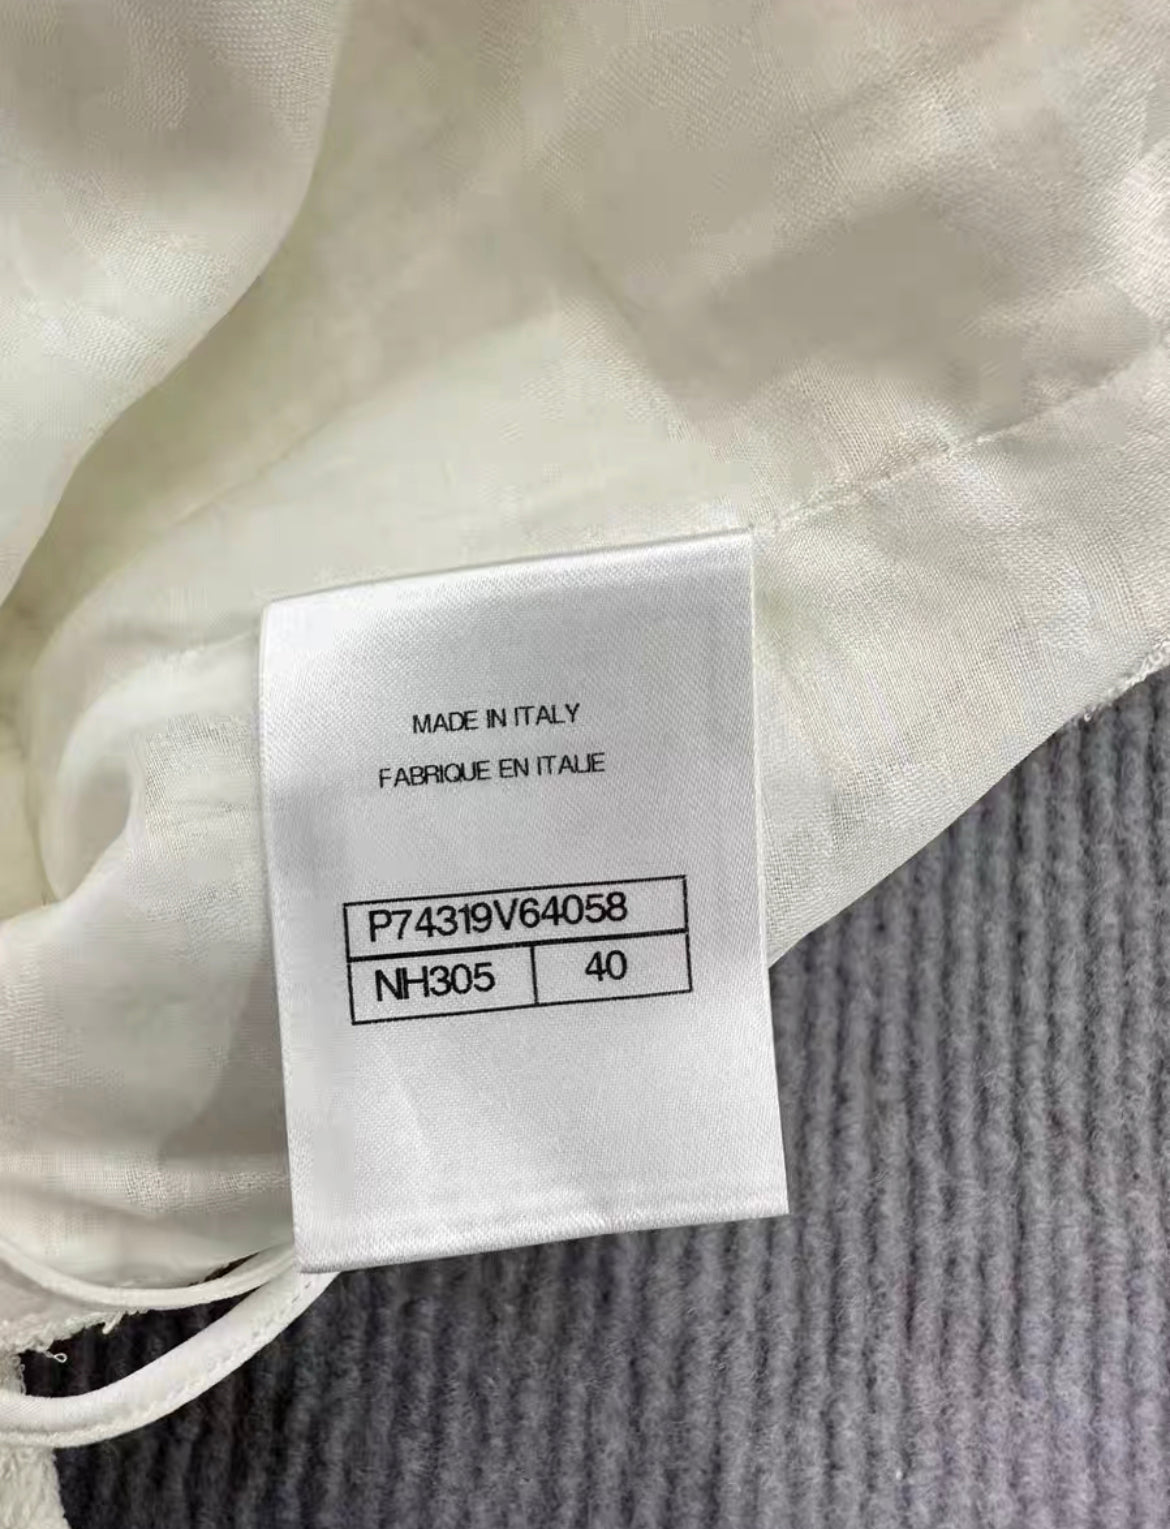 MADE IN ITALY
FABRIQUE EN ITALIE
P74319V64058
NH305 40